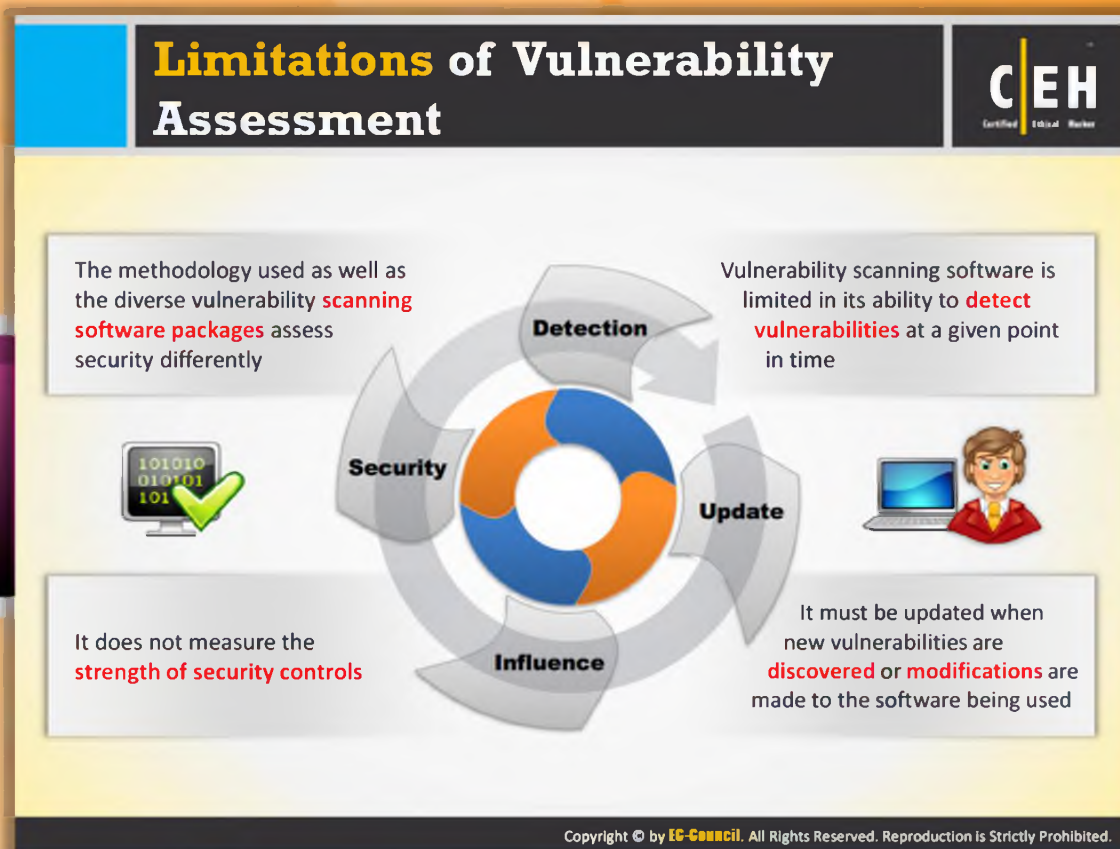 Limitations of Vulnerability
Assessment
C EH
Certified Ethical Hacker
The methodology used as well as
the diverse vulnerability scanning
software packages assess
security differently
Vulnerability scanning software is
limited in its ability to detect
vulnerabilities at a given point
in time
Detection
Security
Update
Influence
101010
010101
101
It does not measure the
strength of security controls
It must be updated when
new vulnerabilities are
discovered or modifications are
made to the software being used
Copyright © by EC-Council. All Rights Reserved. Reproduction is Strictly Prohibited.